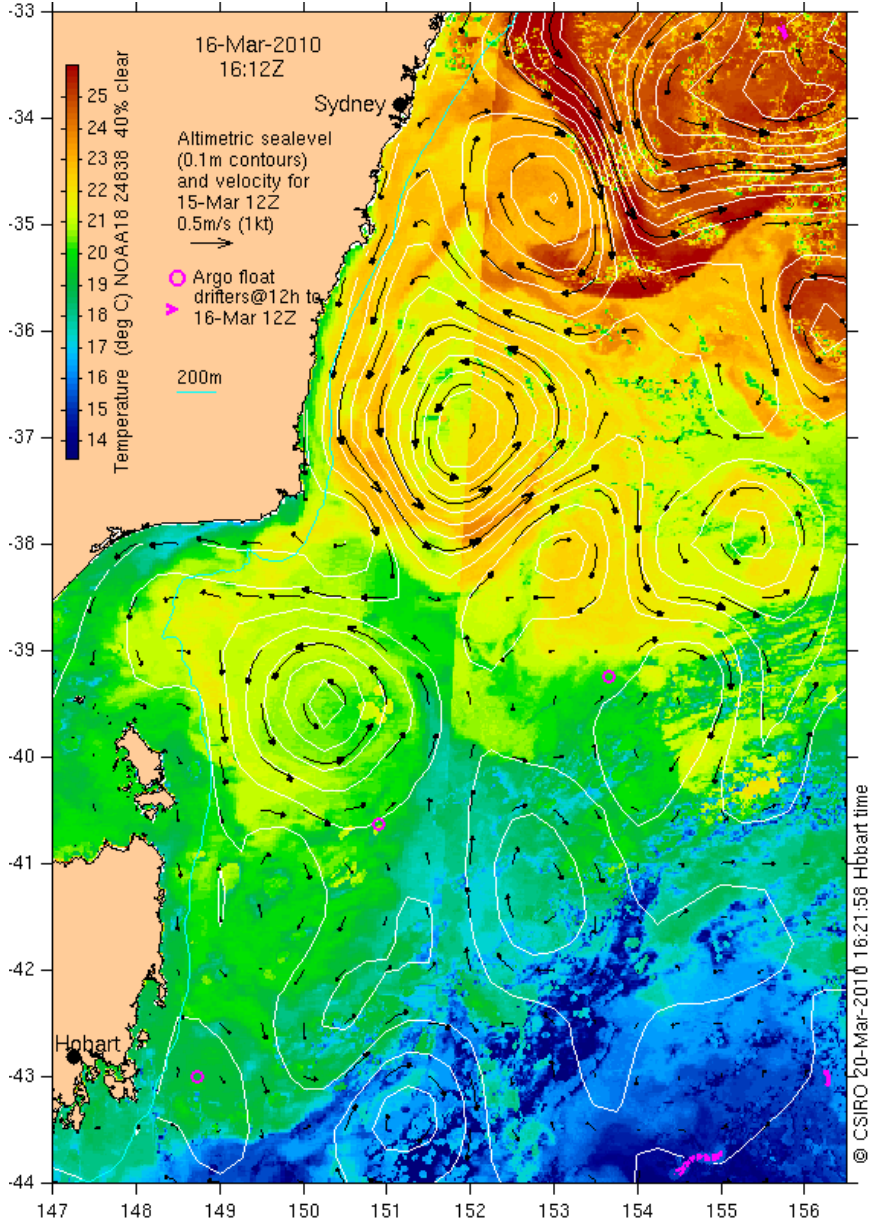 16-Mar-2010
16:12Z
Sydney
Altimetric sealevel
(0.1m contours)
and velocity for
15-Mar 12Z
0.5m/s (1kt)
Argo float
drifters@12h to
16-Mar 12Z
200m
Temperature (deg C) NOAA18 24638 40% clear
25
24
23
22
21
20
19
18
17
16
15
14
Hobart
-33
-34
-35
-36
-37
-38
-39
-40
-41
-42
-43
-44
147
148
149
150
151
152
153
154
155
156
© CSIRO 20-Mar-2010 16:21:58 Hobart time